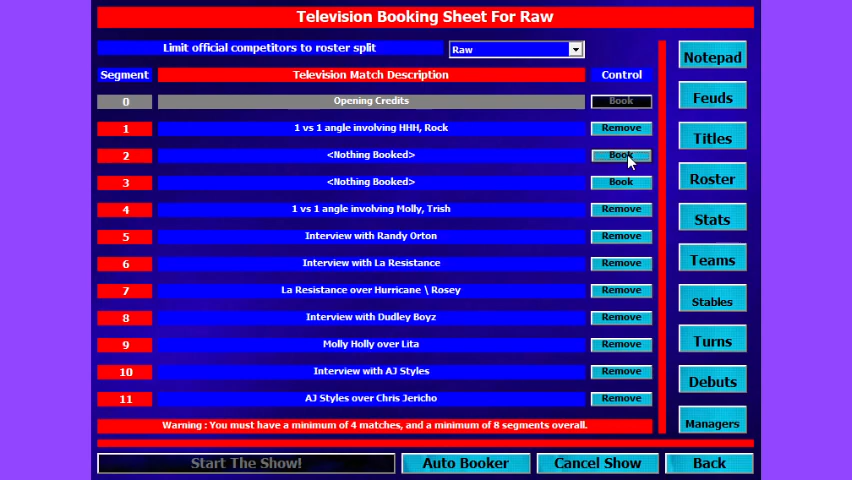 Television Booking Sheet For Raw
Limit official competitors to roster split Raw
Segment Television Match Description Control
0 Opening Credits Book
1 1 vs 1 angle involving HHH, Rock Remove
2 <Nothing Booked> Book
3 <Nothing Booked> Book
4 1 vs 1 angle involving Molly, Trish Remove
5 Interview with Randy Orton Remove
6 Interview with La Resistance Remove
7 La Resistance over Hurricane \ Rosey Remove
8 Interview with Dudley Boyz Remove
9 Molly Holly over Lita Remove
10 Interview with AJ Styles Remove
11 AJ Styles over Chris Jericho Remove
Warning : You must have a minimum of 4 matches, and a minimum of 8 segments overall.
Notepad
Feuds
Titles
Roster
Stats
Teams
Stables
Turns
Debuts
Managers
Start The Show! Auto Booker Cancel Show Back